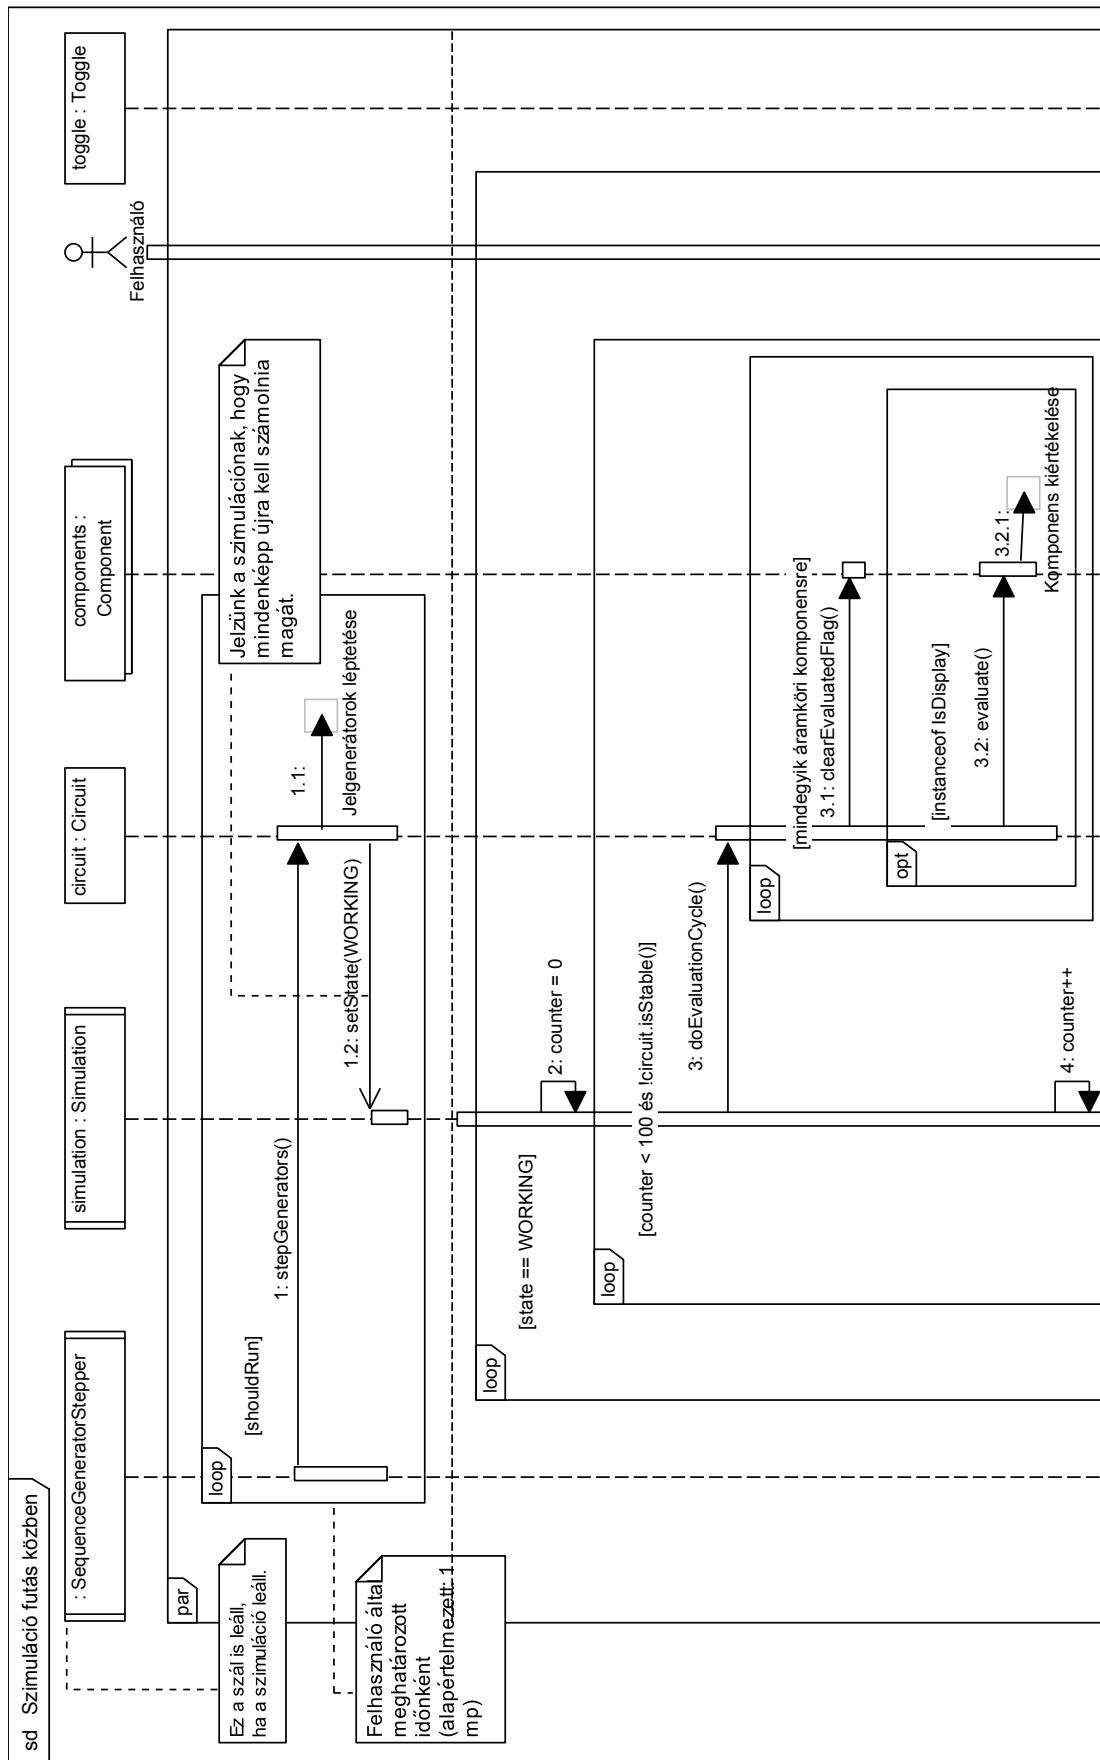 sd Szimuláció futás közben
: SequenceGeneratorStepper
simulation : Simulation
circuit : Circuit
components :
Component
Felhasználó
toggle : Toggle
par
Ez a szál is leáll,
ha a szimuláció leáll.
loop
[shouldRun]
Jelzünk a szimulációnak, hogy
mindenképp újra kell számolnia
magát.
1: stepGenerators()
1.1:
Jelgenerátorok léptetése
1.2: setState(WORKING)
Felhasználó által
meghatározott
időnként
(alapértelmezett: 1
mp)
loop
[state == WORKING]
2: counter = 0
loop
[counter < 100 és !circuit.isStable()]
3: doEvaluationCycle()
loop
[mindegyik áramköri komponensre]
3.1: clearEvaluatedFlag()
opt
[instanceof IsDisplay]
3.2: evaluate()
3.2.1:
Komponens kiértékelése
4: counter++